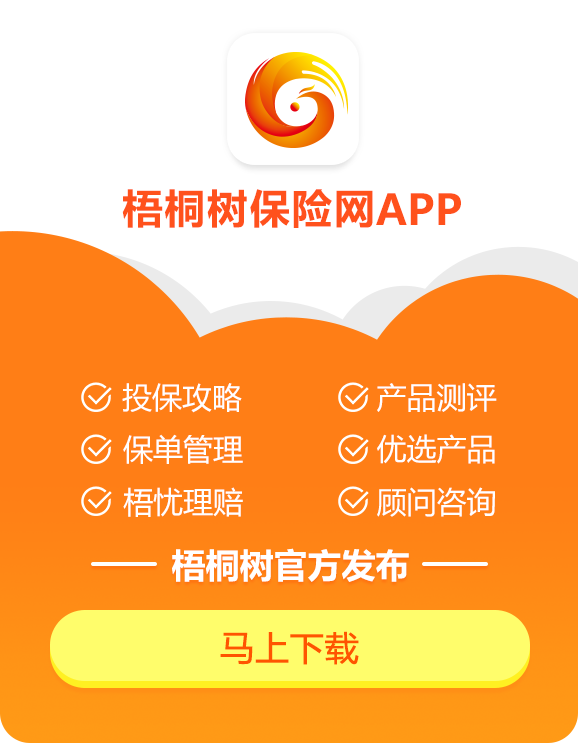 梧桐树保险网APP
投保攻略 产品测评
保单管理 优选产品
梧忧理赔 顾问咨询
梧桐树官方发布
马上下载